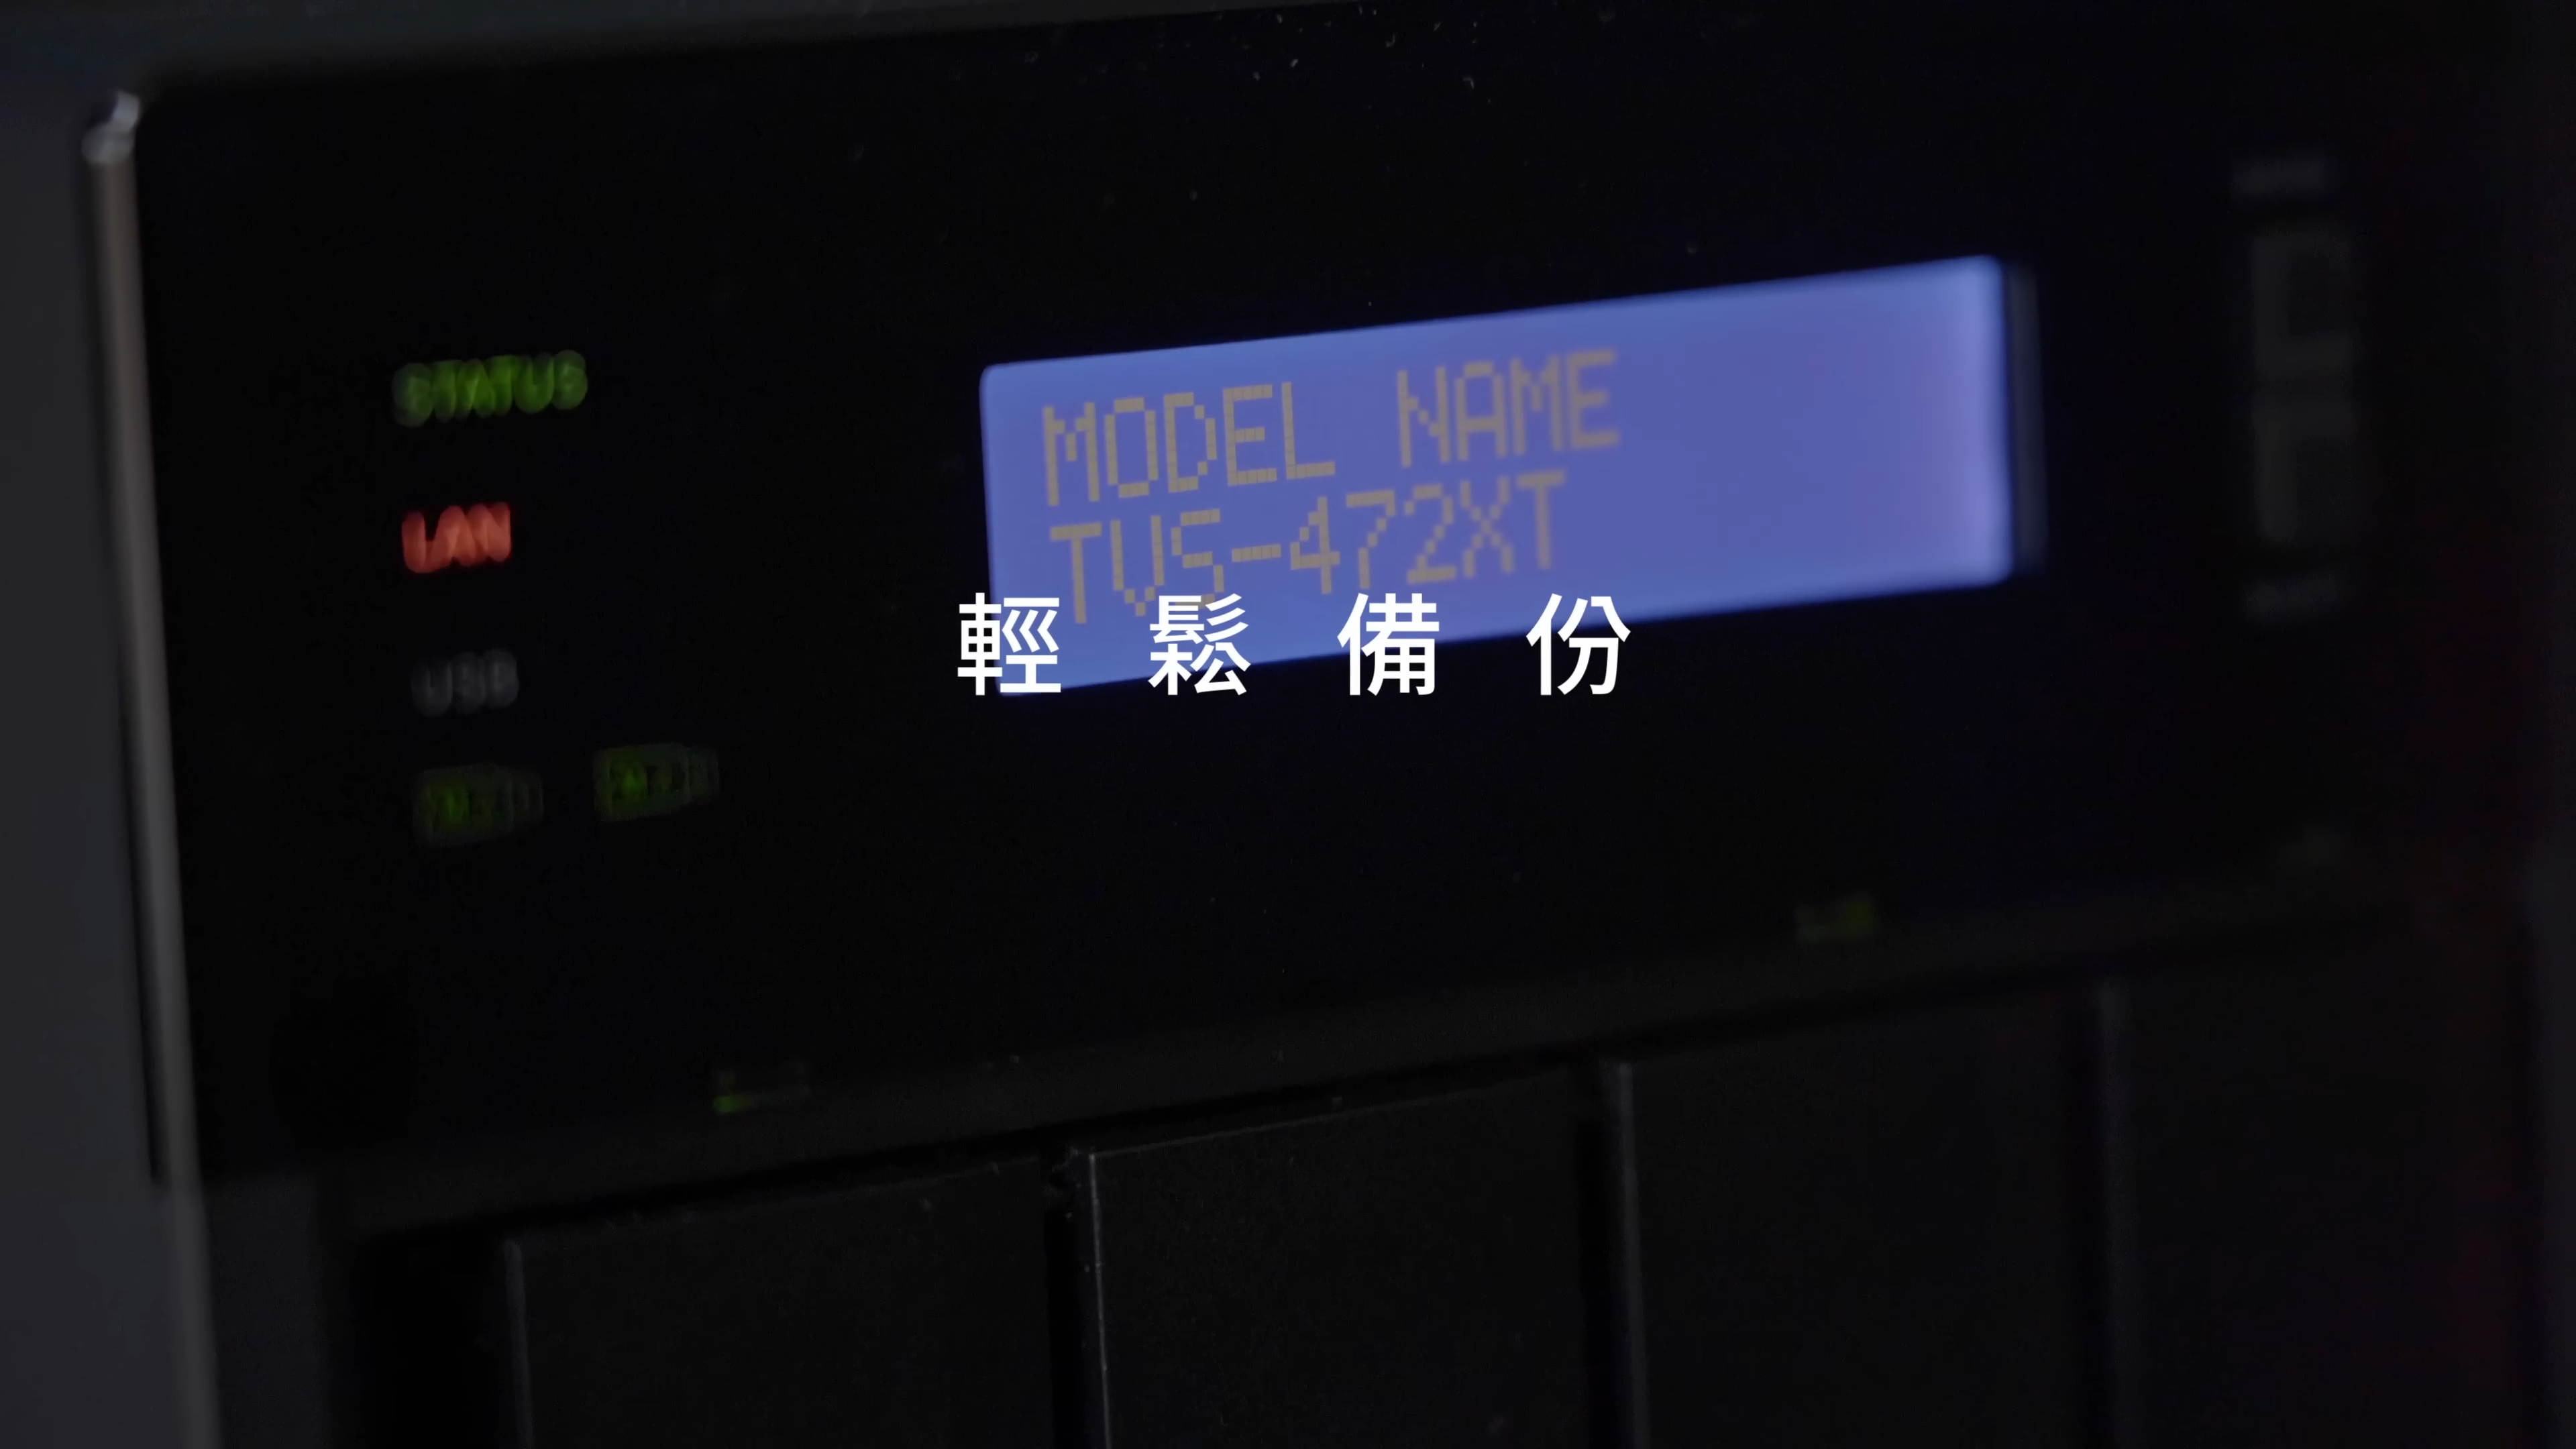 STATUS
LAN
USB
MODEL NAME
TVS-472XT
輕鬆備份